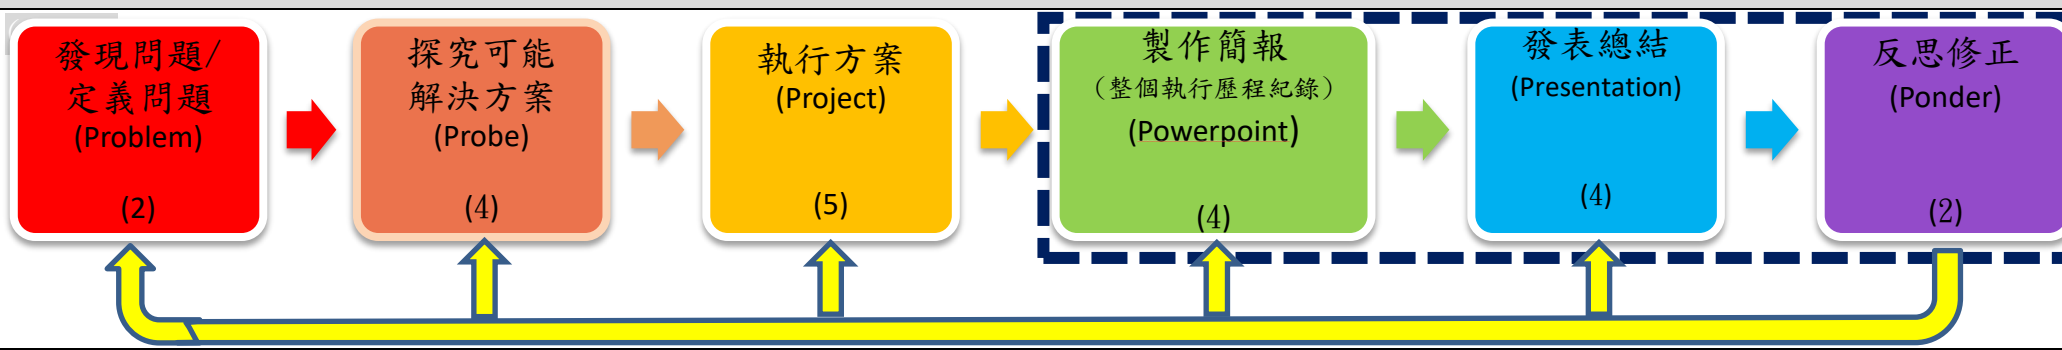 發現問題/
定義問題
(Problem)
(2)
探究可能
解決方案
(Probe)
(4)
執行方案
(Project)
(5)
製作簡報
(整個執行歷程紀錄)
(Powerpoint)
(4)
發表總結
(Presentation)
(4)
反思修正
(Ponder)
(2)